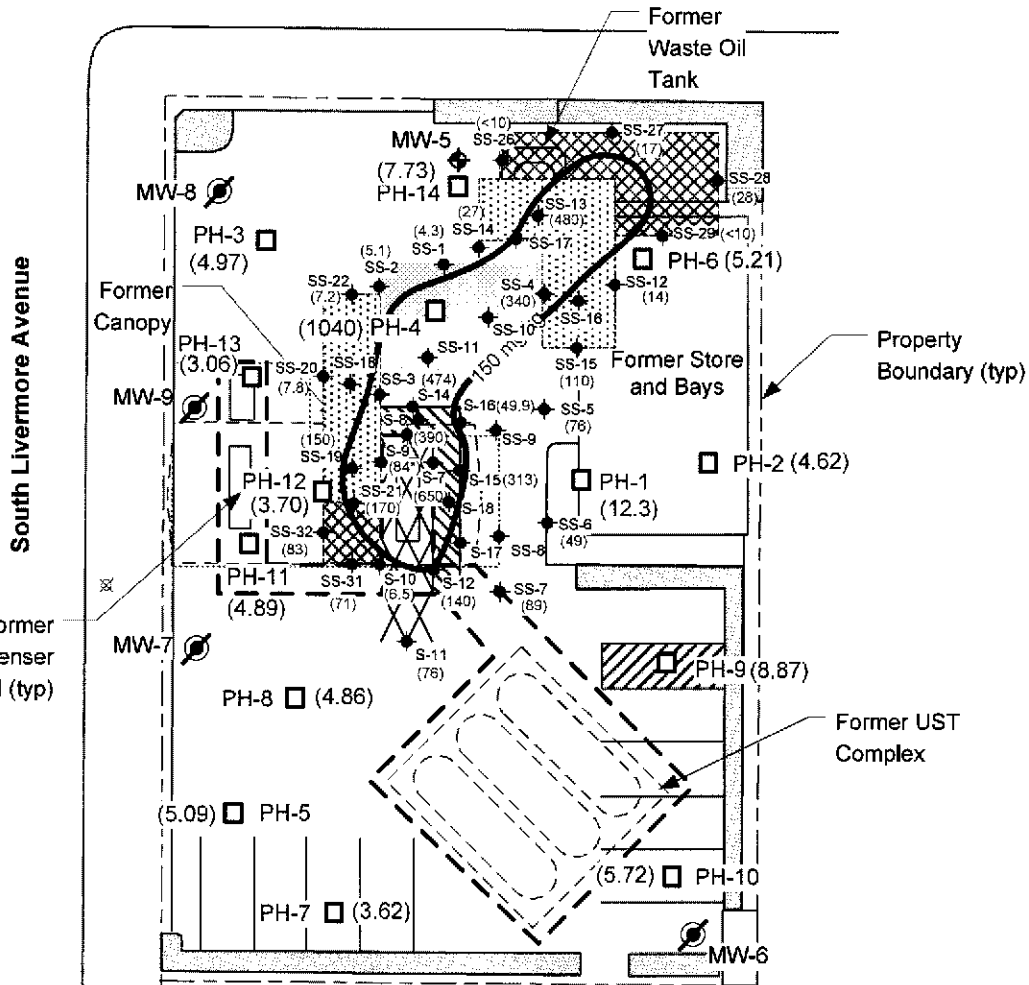 Former
Waste Oil
Tank
(<10)
SS-26
SS-27
(17)
MW-5
(7.73)
PH-14
SS-28
(28)
MW-8
SS-13
(480)
(27)
SS-14
SS-17
PH-3
(4.97)
(4.3)
SS-1
SS-29 (<10)
PH-6 (5.21)
(5.1)
SS-2
SS-22
(7.2)
SS-4
(340)
SS-12
(14)
SS-16
Former
Canopy
(1040) PH-4
SS-10
150 mg
South Livermore Avenue
PH-13
(3.06)
SS-11
(474)
SS-15
(110)
Former Store
and Bays
Property
Boundary (typ)
SS-20
(7.8)
SS-18
SS-3
S-14
MW-9
S-16 (49.9)
SS-5
(76)
S-8
(390)
SS-9
(150)
SS-19
S-9
(84)
S-7
(650)
S-15 (313)
PH-2 (4.62)
PH-12
(3.70)
SS-21
(170)
S-18
PH-1
(12.3)
SS-32
(83)
S-17
SS-8
SS-6
(49)
PH-11
(4.89)
SS-31
(71)
S-10
(6.5)
S-12
(140)
SS-7
(89)
ormer
enser
(typ)
MW-7
S-11
(76)
PH-9 (8.87)
PH-8 (4.86)
Former UST
Complex
(5.09) PH-5
(5.72) PH-10
PH-7 (3.62)
MW-6